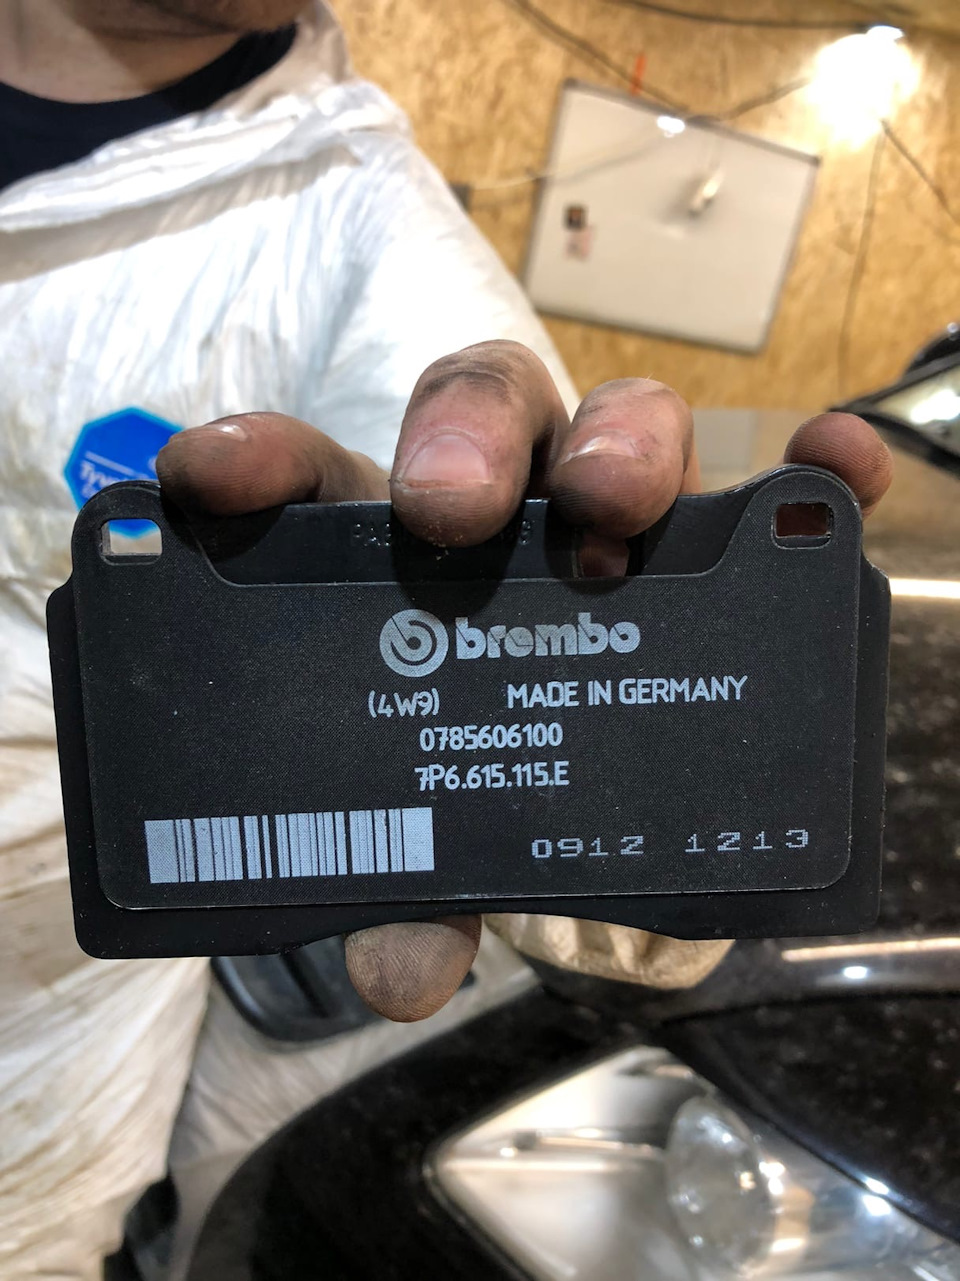 brembo
(4W9) MADE IN GERMANY
0785606100
7P6.615.115.E
0912 1213